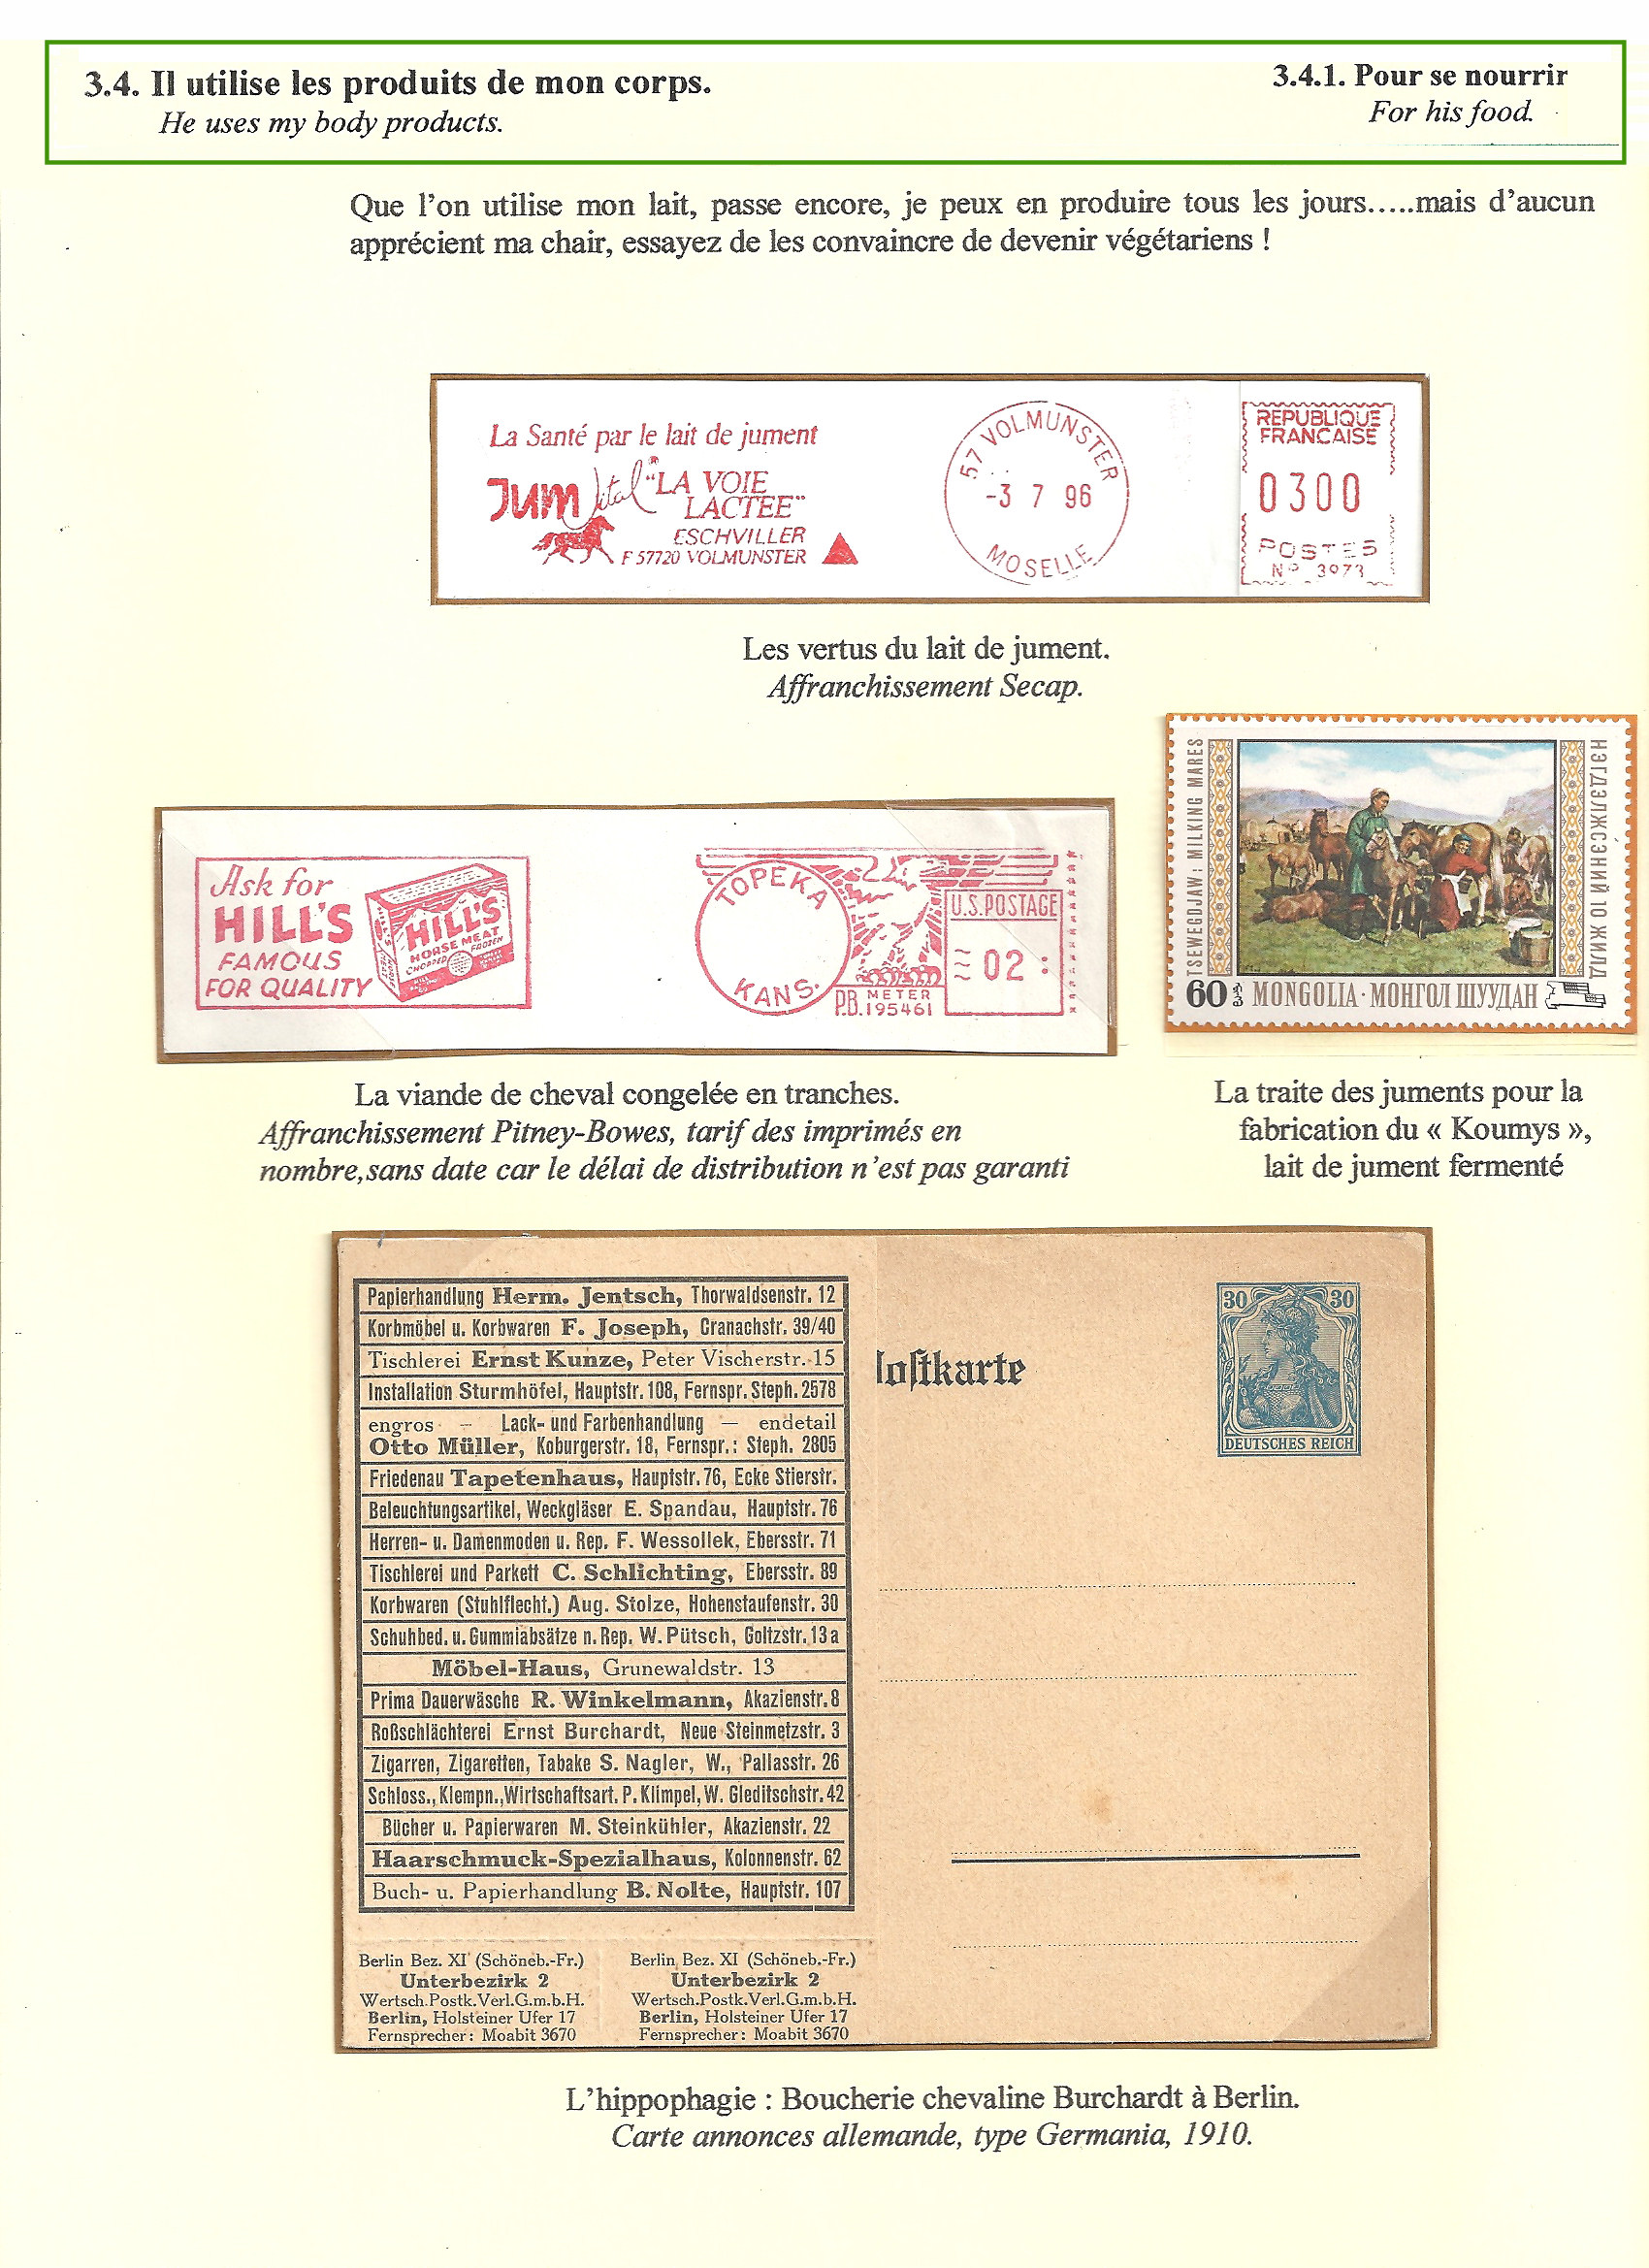 3.4. Il utilise les produits de mon corps.
He uses my body products.
3.4.1. Pour se nourrir
For his food.
Que l’on utilise mon lait, passe encore, je peux en produire tous les jours…..mais d’aucun
apprécient ma chair, essayez de les convaincre de devenir végétariens !
La Santé par le lait de jument
JUM Vital "LA VOIE
LACTEE"
ESCHVILLER
F 57720 VOLMUNSTER
57 VOLMUNSTER
-3 7 96
MOSELLE
REPUBLIQUE
FRANCAISE
0300
POSTES
Nº 3973
Les vertus du lait de jument.
Affranchissement Secap.
Ask for
HILL'S
FAMOUS
FOR QUALITY
HILL'S
HORSE MEAT
CHOPPED
FROZEN
TOPEKA
KANS.
U.S.POSTAGE
02
P.B. METER
195461
TSEWEGDJAW: MILKING MARES
НЭГДЭЛЖСЭНИЙ 10 ЖИЛД
60 MONGOLIA·МОНГОЛ ШУУДАН
La viande de cheval congelée en tranches.
Affranchissement Pitney-Bowes, tarif des imprimés en
nombre,sans date car le délai de distribution n’est pas garanti
La traite des juments pour la
fabrication du « Koumys »,
lait de jument fermenté
Papierhandlung Herm. Jentsch, Thorwaldsenstr. 12
Korbmöbel u. Korbwaren F. Joseph, Cranachstr. 39/40
Tischlerei Ernst Kunze, Peter Vischerstr. 15
Installation Sturmhöfel, Hauptstr. 108, Fernspr. Steph. 2578
engros – Lack- und Farbenhandlung – endetail
Otto Müller, Koburgerstr. 18, Fernspr.: Steph. 2805
Friedenau Tapetenhaus, Hauptstr. 76, Ecke Stierstr.
Beleuchtungsartikel, Weckgläser E. Spandau, Hauptstr. 76
Herren- u. Damenmoden u. Rep. F. Wessollek, Ebersstr. 71
Tischlerei und Parkett C. Schlichting, Ebersstr. 89
Korbwaren (Stuhlflecht.) Aug. Stolze, Hohenstaufenstr. 30
Schuhbed. u. Gummiabsätze n. Rep. W. Pütsch, Goltzstr. 13a
Möbel-Haus, Grunewaldstr. 13
Prima Dauerwäsche R. Winkelmann, Akazienstr. 8
Roßschlächterei Ernst Burchardt, Neue Steinmetzstr. 3
Zigarren, Zigaretten, Tabake S. Nagler, W., Pallasstr. 26
Schloss., Klempn., Wirtschaftsart. P. Klimpel, W. Gleditschstr. 42
Bücher u. Papierwaren M. Steinkühler, Akazienstr. 22
Haarschmuck-Spezialhaus, Kolonnenstr. 62
Buch- u. Papierhandlung B. Nolte, Hauptstr. 107
Berlin Bez. XI (Schöneb.-Fr.)
Unterbezirk 2
Wertsch.Postk.Verl.G.m.b.H.
Berlin, Holsteiner Ufer 17
Fernsprecher: Moabit 3670
Berlin Bez. XI (Schöneb.-Fr.)
Unterbezirk 2
Wertsch.Postk.Verl.G.m.b.H.
Berlin, Holsteiner Ufer 17
Fernsprecher: Moabit 3670
ostkarte
30 30
DEUTSCHES REICH
L’hippophagie : Boucherie chevaline Burchardt à Berlin.
Carte annonces allemande, type Germania, 1910.